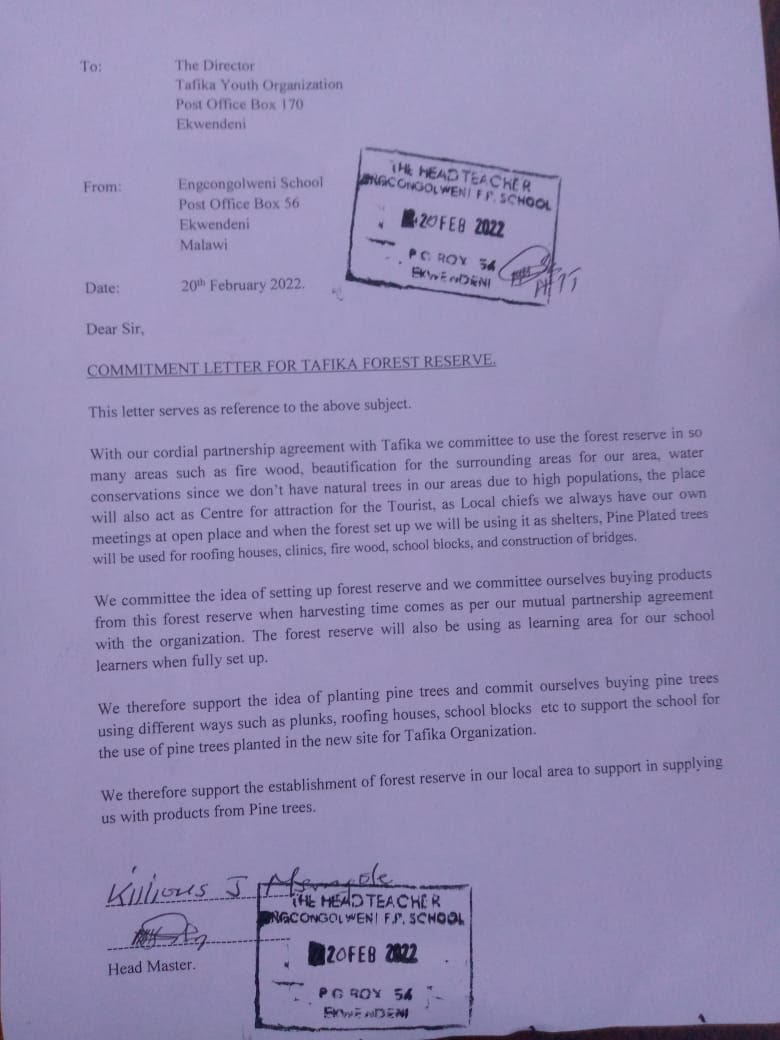 To: The Director
Tafika Youth Organization
Post Office Box 170
Ekwendeni
From: Engcongolweni School
Post Office Box 56
Ekwendeni
Malawi
THE HEAD TEACHER
ENGCONGOLWENI F.P. SCHOOL
20 FEB 2022
P O BOX 56
EKWENDENI
Date: 20th February 2022.
Dear Sir,
COMMITMENT LETTER FOR TAFIKA FOREST RESERVE.
This letter serves as reference to the above subject.
With our cordial partnership agreement with Tafika we committee to use the forest reserve in so
many areas such as fire wood, beautification for the surrounding areas for our area, water
conservations since we don't have natural trees in our areas due to high populations, the place
will also act as Centre for attraction for the Tourist, as Local chiefs we always have our own
meetings at open place and when the forest set up we will be using it as shelters, Pine Plated trees
will be used for roofing houses, clinics, fire wood, school blocks, and construction of bridges.
We committee the idea of setting up forest reserve and we committee ourselves buying products
from this forest reserve when harvesting time comes as per our mutual partnership agreement
with the organization. The forest reserve will also be using as learning area for our school
learners when fully set up.
We therefore support the idea of planting pine trees and commit ourselves buying pine trees
using different ways such as plunks, roofing houses, school blocks etc to support the school for
the use of pine trees planted in the new site for Tafika Organization.
We therefore support the establishment of forest reserve in our local area to support in supplying
us with products from Pine trees.
J
Head Master.
THE HEAD TEACHER
ENGCONGOLWENI F.P. SCHOOL
20 FEB 2022
P O BOX 56
EKWENDENI